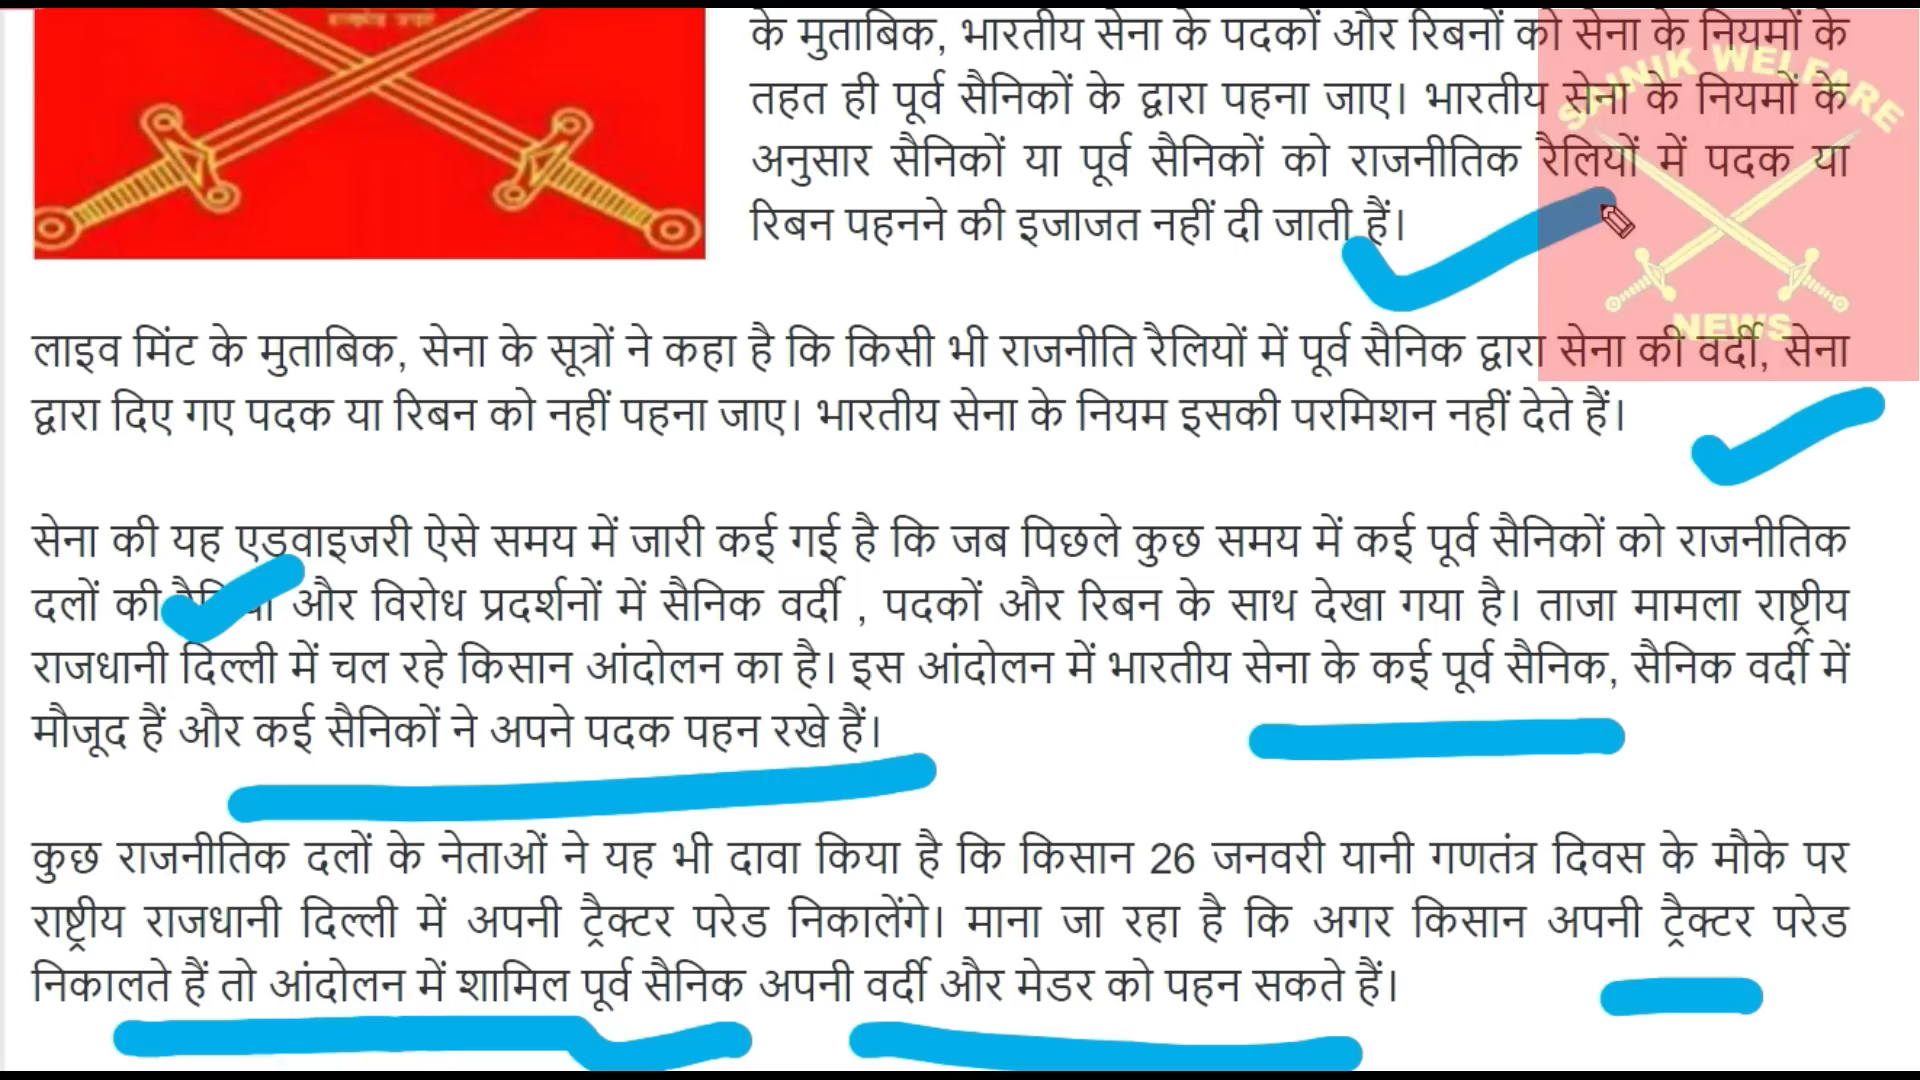 के मुताबिक, भारतीय सेना के पदकों और रिबनों को सेना के नियमों के
तहत ही पूर्व सैनिकों के द्वारा पहना जाए। भारतीय सेना के नियमों के
अनुसार सैनिकों या पूर्व सैनिकों को राजनीतिक रैलियों में पदक या
रिबन पहनने की इजाजत नहीं दी जाती हैं।
SAINIK WELFARE
NEWS
लाइव मिंट के मुताबिक, सेना के सूत्रों ने कहा है कि किसी भी राजनीति रैलियों में पूर्व सैनिक द्वारा सेना की वर्दी, सेना
द्वारा दिए गए पदक या रिबन को नहीं पहना जाए। भारतीय सेना के नियम इसकी परमिशन नहीं देते हैं।
सेना की यह एडवाइजरी ऐसे समय में जारी कई गई है कि जब पिछले कुछ समय में कई पूर्व सैनिकों को राजनीतिक
दलों की और विरोध प्रदर्शनों में सैनिक वर्दी , पदकों और रिबन के साथ देखा गया है। ताजा मामला राष्ट्रीय
राजधानी दिल्ली में चल रहे किसान आंदोलन का है। इस आंदोलन में भारतीय सेना के कई पूर्व सैनिक, सैनिक वर्दी में
मौजूद हैं और कई सैनिकों ने अपने पदक पहन रखे हैं।
कुछ राजनीतिक दलों के नेताओं ने यह भी दावा किया है कि किसान 26 जनवरी यानी गणतंत्र दिवस के मौके पर
राष्ट्रीय राजधानी दिल्ली में अपनी ट्रैक्टर परेड निकालेंगे। माना जा रहा है कि अगर किसान अपनी ट्रैक्टर परेड
निकालते हैं तो आंदोलन में शामिल पूर्व सैनिक अपनी वर्दी और मेडर को पहन सकते हैं।